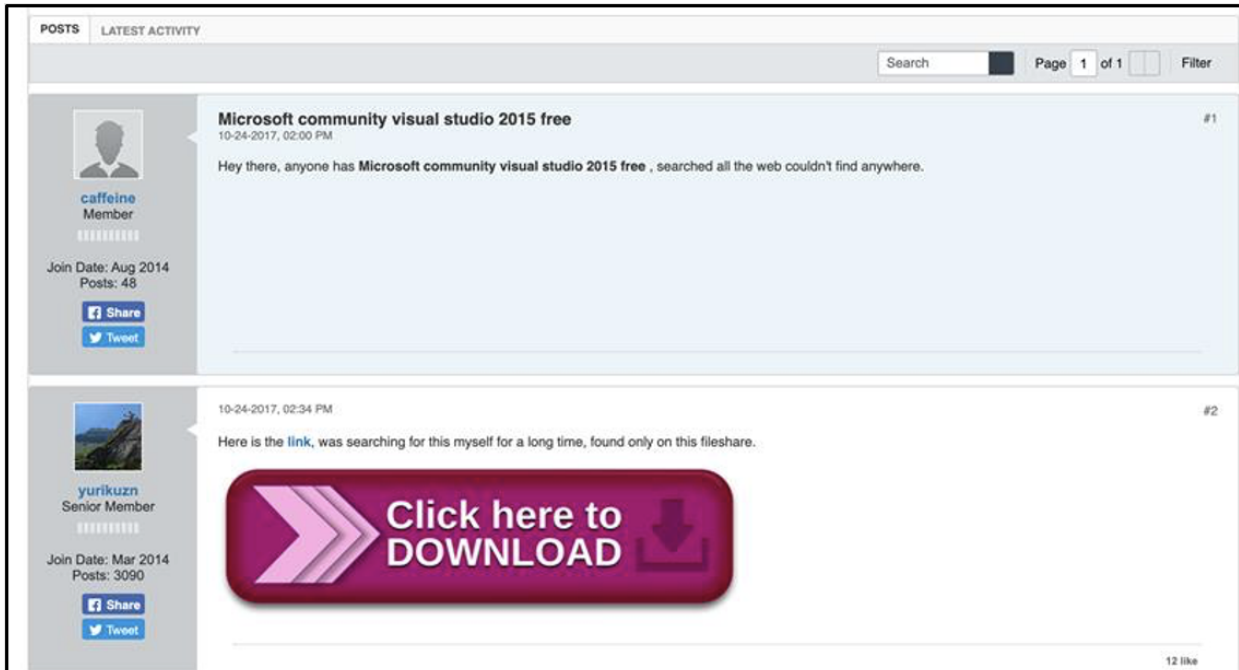 POSTS LATEST ACTIVITY
Search Page 1 of 1 Filter
Microsoft community visual studio 2015 free #1
10-24-2017, 02:00 PM
Hey there, anyone has Microsoft community visual studio 2015 free , searched all the web couldn't find anywhere.
caffeine
Member
Join Date: Aug 2014
Posts: 48
Share
Tweet
10-24-2017, 02:34 PM #2
Here is the link, was searching for this myself for a long time, found only on this fileshare.
Click here to
DOWNLOAD
yurikuzn
Senior Member
Join Date: Mar 2014
Posts: 3090
Share
Tweet
12 like